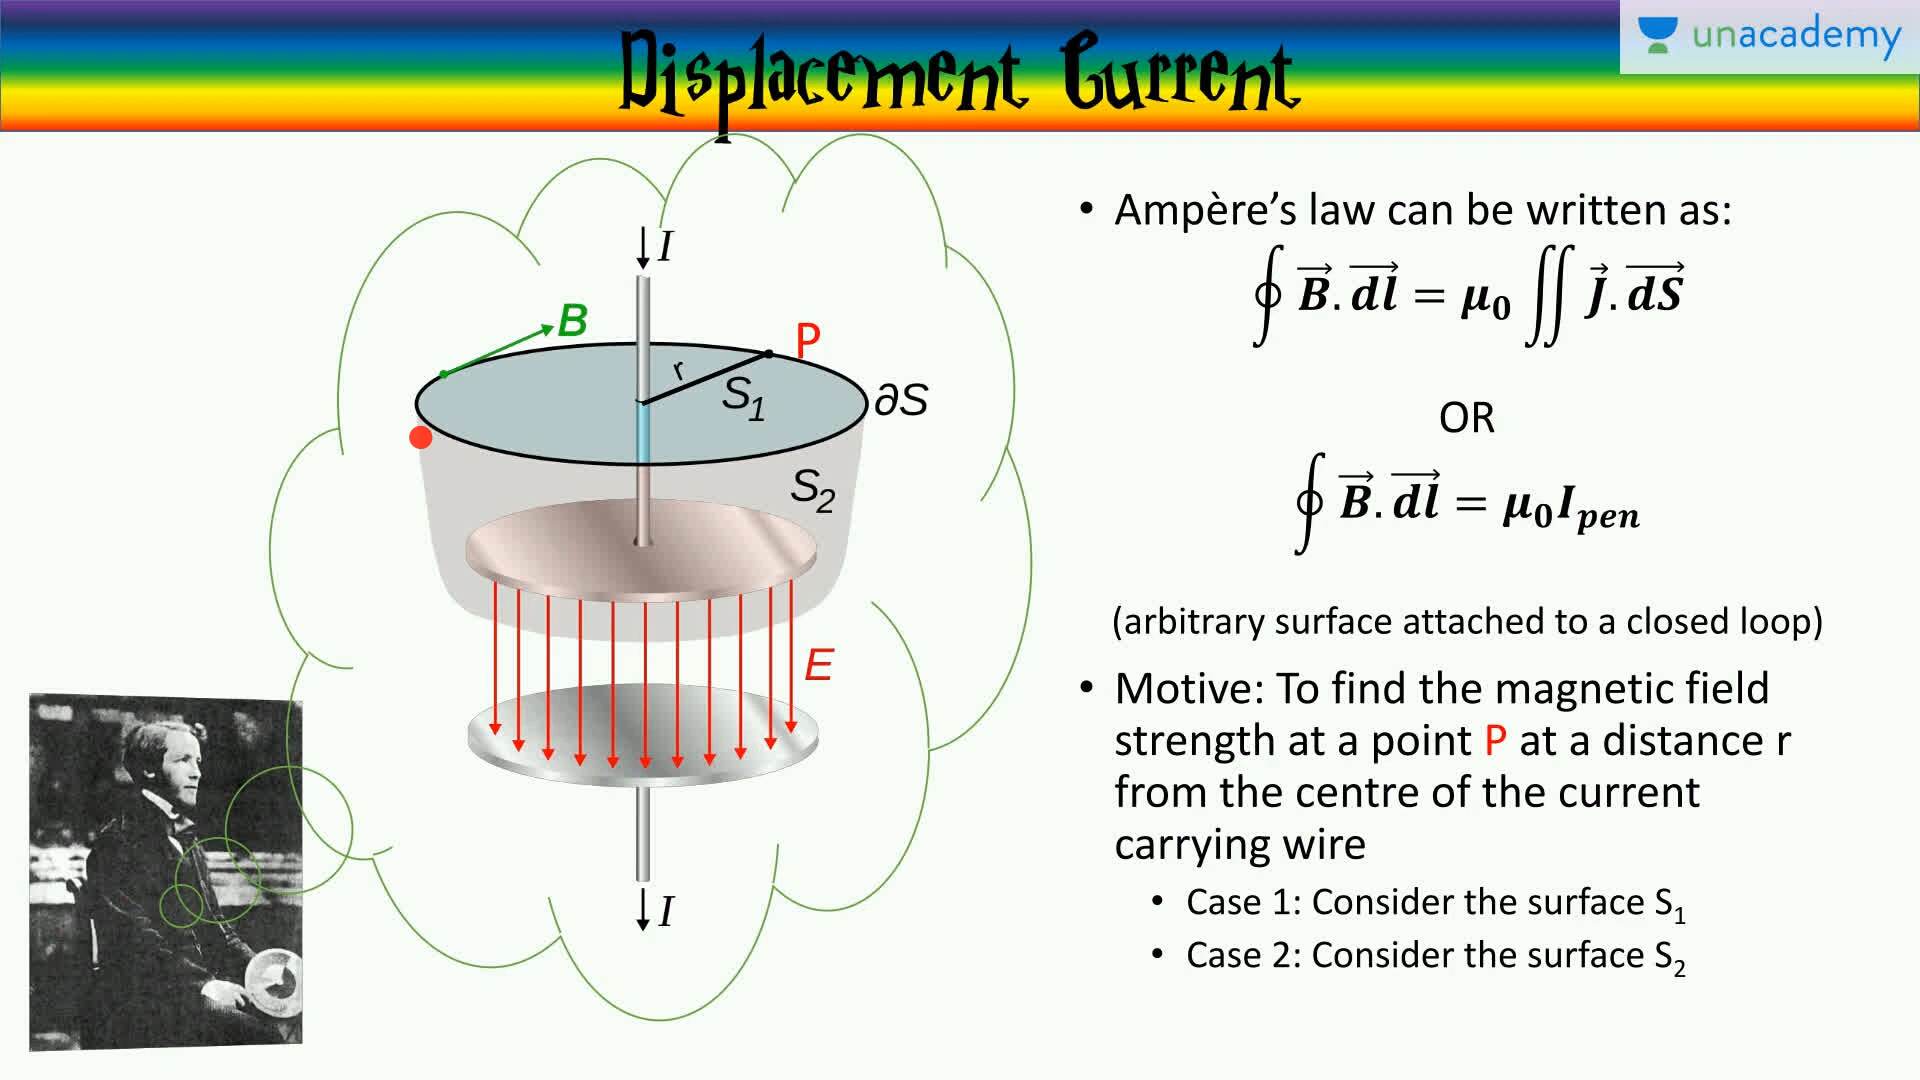 Displacement Current
unacademy
I
B
P
r
S₁
∂S
S₂
E
I
• Ampère’s law can be written as:
∮ B⃗. dl⃗ = μ₀ ∬ J⃗. dS⃗
OR
∮ B⃗. dl⃗ = μ₀I_pen
(arbitrary surface attached to a closed loop)
• Motive: To find the magnetic field
strength at a point P at a distance r
from the centre of the current
carrying wire
• Case 1: Consider the surface S₁
• Case 2: Consider the surface S₂